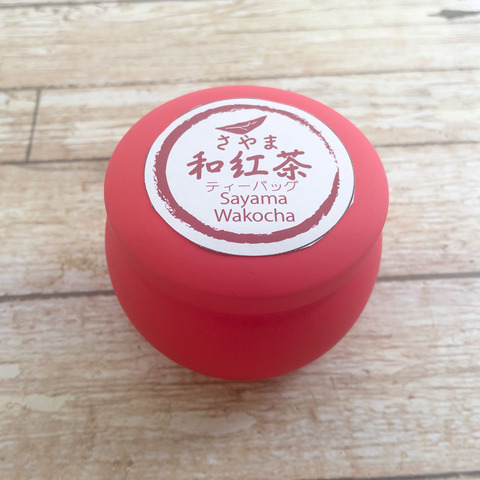 さやま
和紅茶
ティーバッグ
Sayama
Wakocha